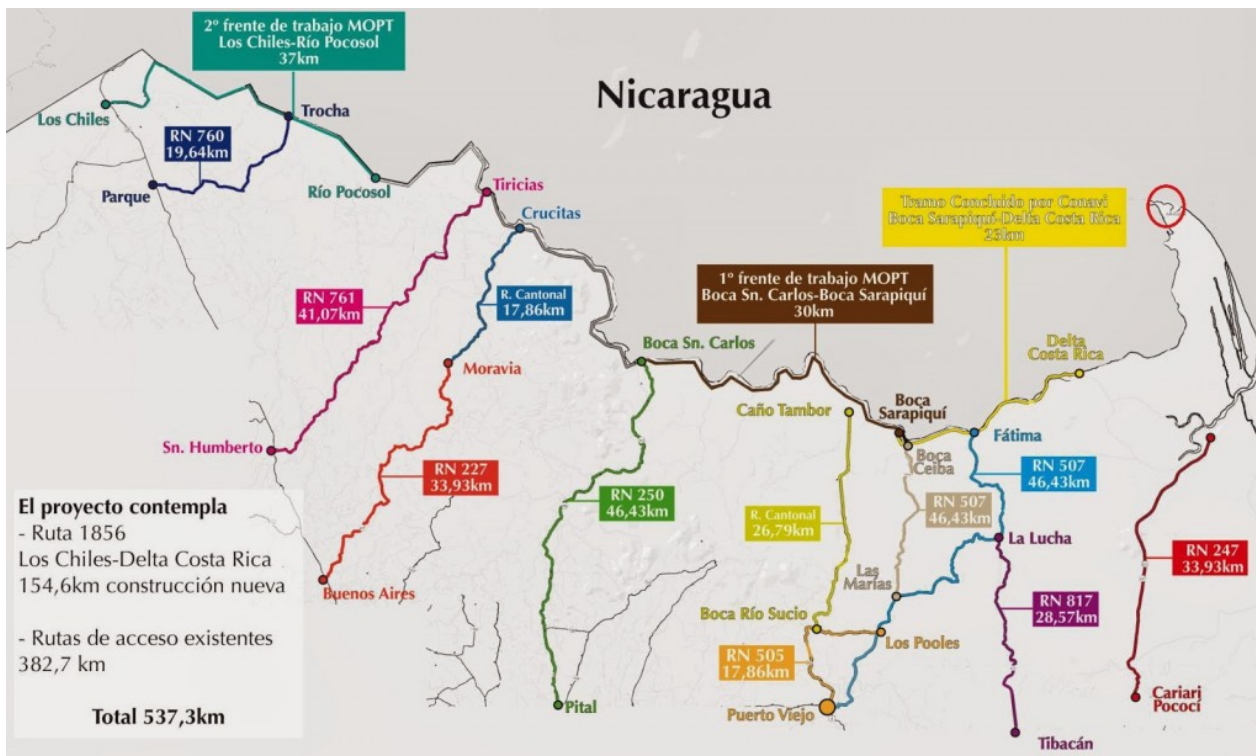 2º frente de trabajo MOPT
Los Chiles-Río Pocosol
37km
Nicaragua
Los Chiles
Trocha
RN 760
19,64km
Parque
Río Pocosol
Tiricias
Crucitas
Tramo Concluido por Conavi
Boca Sarapiquí-Delta Costa Rica
23km
RN 761
41,07km
R. Cantonal
17,86km
1º frente de trabajo MOPT
Boca Sn. Carlos-Boca Sarapiquí
30km
Boca Sn. Carlos
Delta
Costa Rica
Moravia
Caño Tambor
Boca
Sarapiquí
Fátima
Sn. Humberto
Boca
Ceiba
RN 227
33,93km
RN 507
46,43km
RN 250
46,43km
RN 507
46,43km
R. Cantonal
26,79km
La Lucha
RN 247
33,93km
El proyecto contempla
- Ruta 1856
Los Chiles-Delta Costa Rica
154,6km construcción nueva
- Rutas de acceso existentes
382,7 km
Total 537,3km
Buenos Aires
Las
Marías
RN 817
28,57km
Boca Río Sucio
Los Pooles
RN 505
17,86km
Pital
Puerto Viejo
Cariari
Pococí
Tibacán